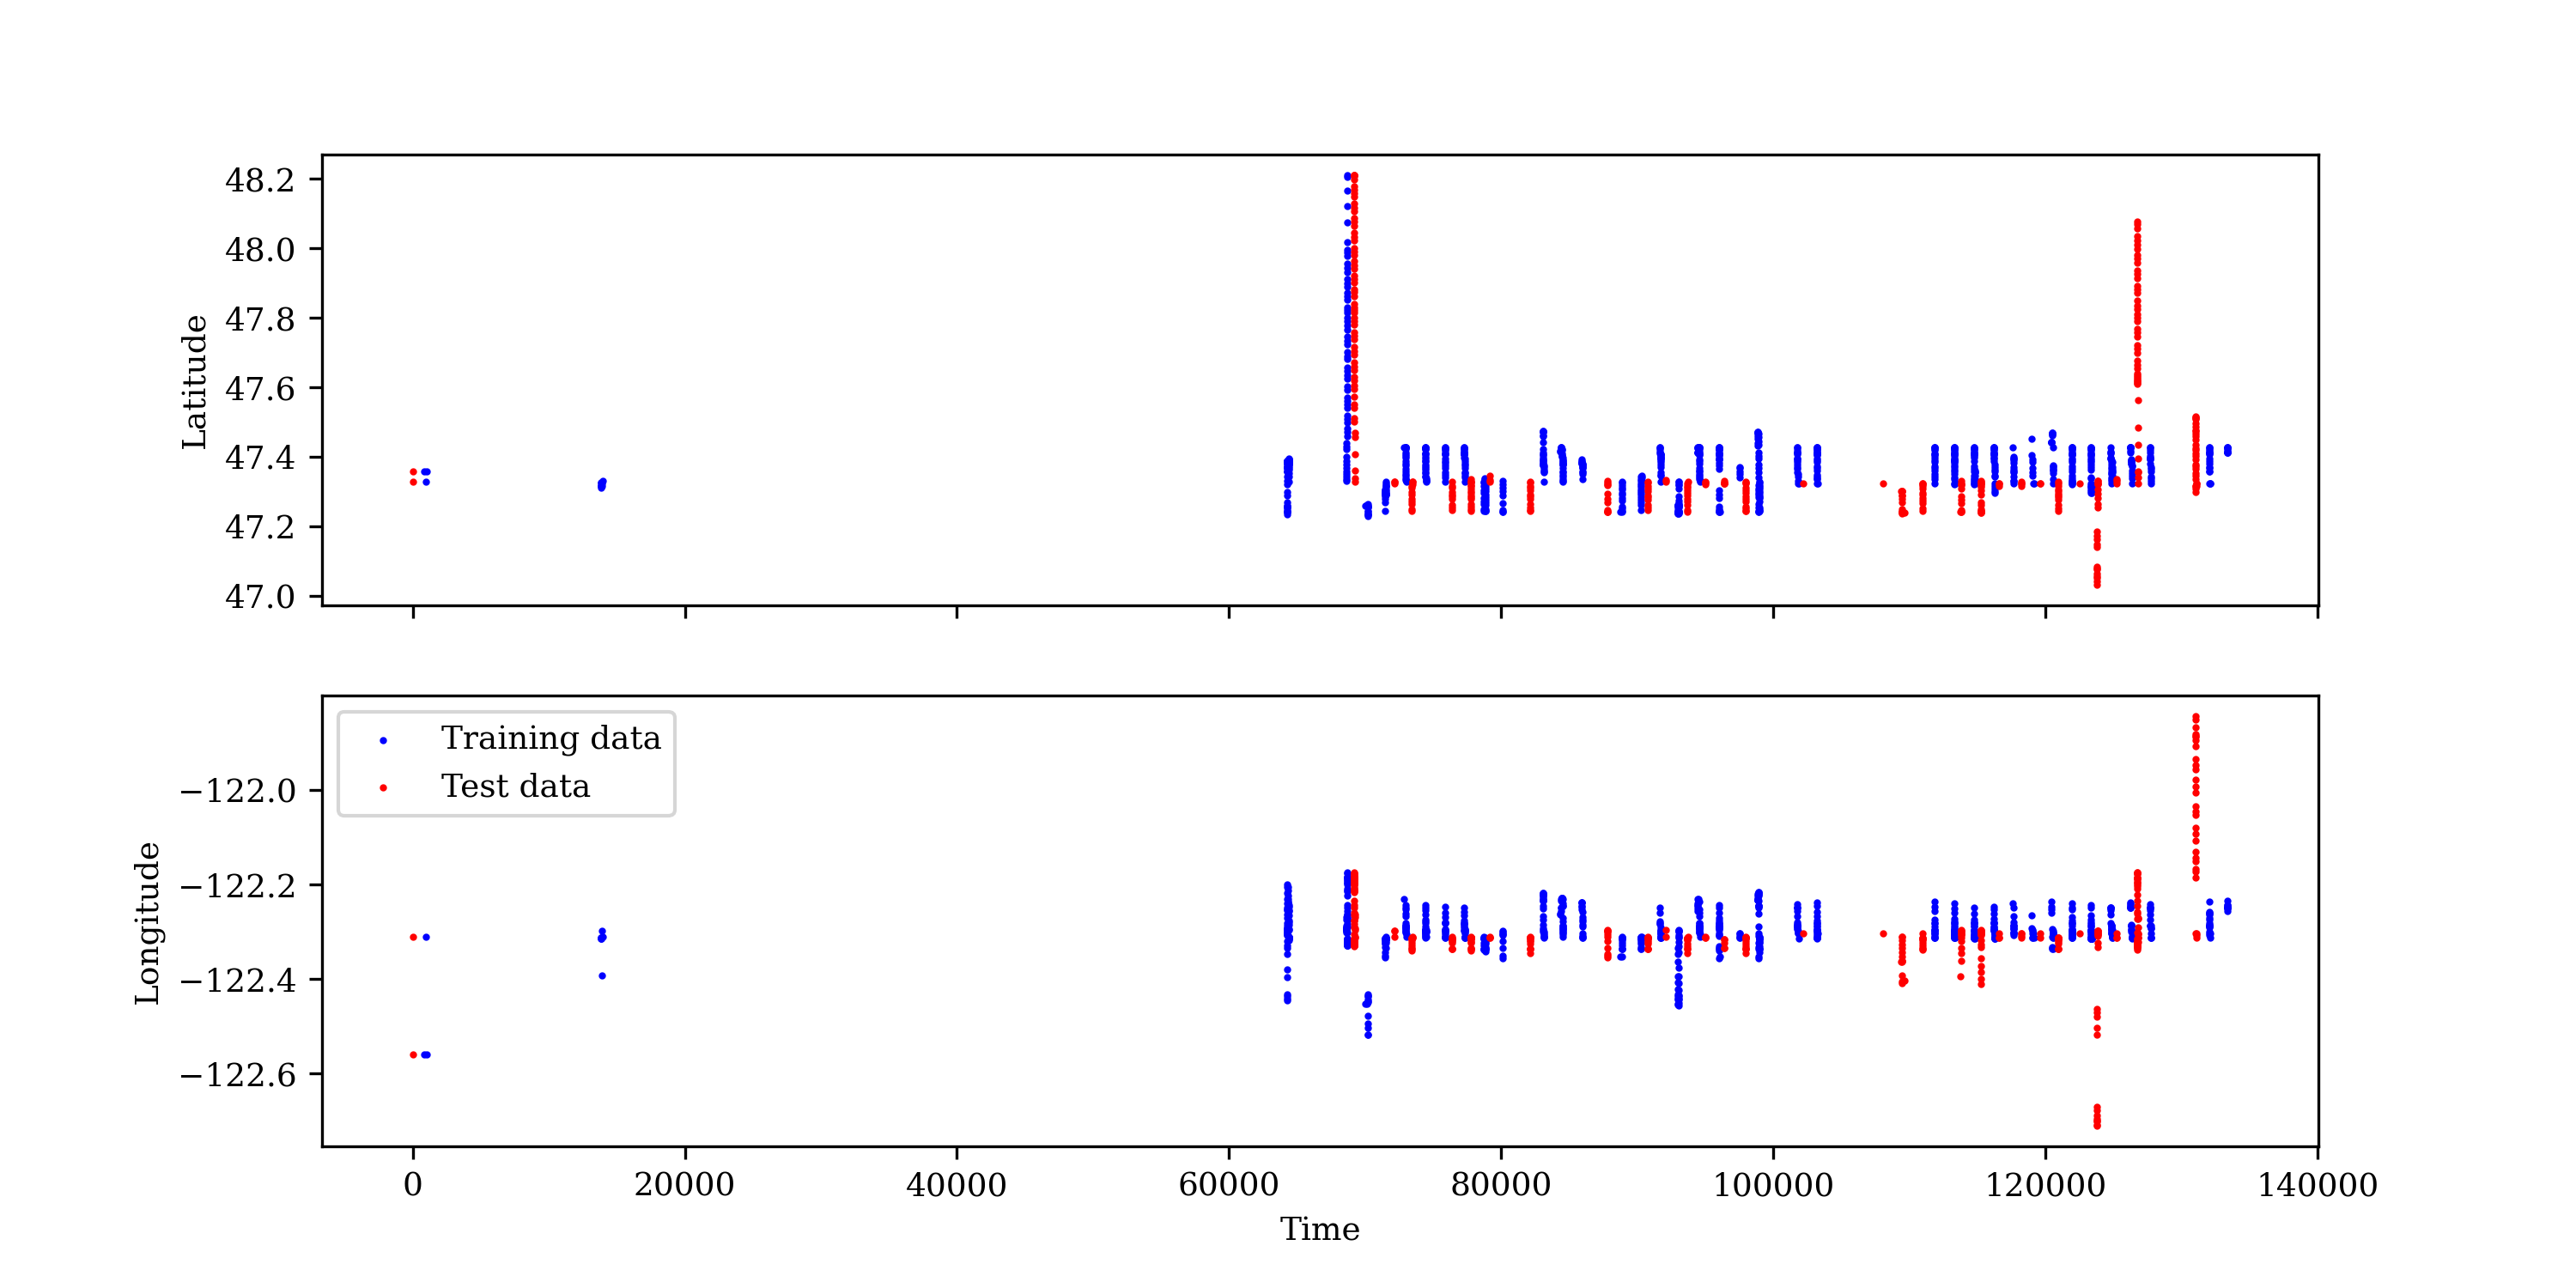 48.2
48.0
47.8
47.6
47.4
47.2
47.0
Latitude
Training data
Test data
−122.0
−122.2
−122.4
−122.6
Longitude
0 20000 40000 60000 80000 100000 120000 140000
Time